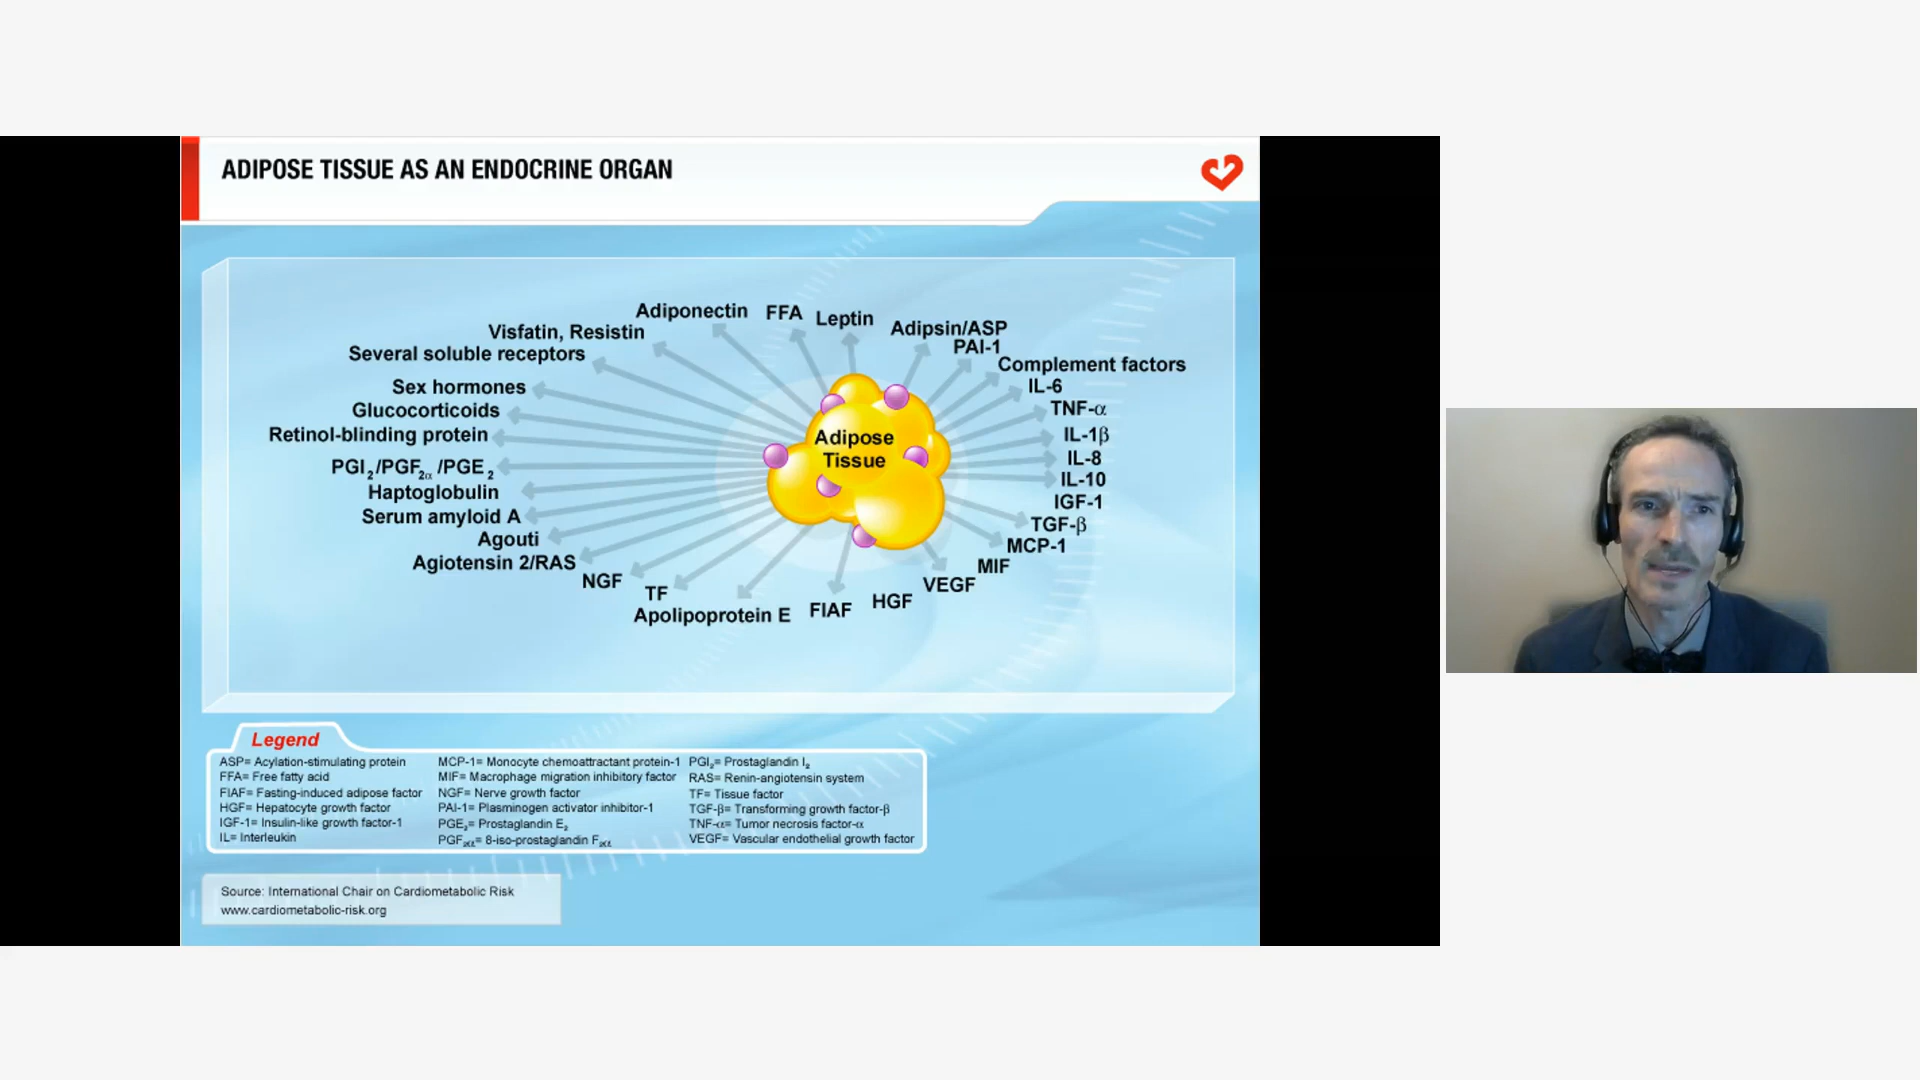 ADIPOSE TISSUE AS AN ENDOCRINE ORGAN
Adiponectin
FFA
Leptin
Visfatin, Resistin
Adipsin/ASP
Several soluble receptors
PAI-1
Complement factors
Sex hormones
IL-6
Glucocorticoids
TNF-α
Retinol-blinding protein
IL-1β
Adipose
Tissue
PGI2/PGF2α/PGE2
IL-8
IL-10
Haptoglobulin
IGF-1
Serum amyloid A
TGF-β
Agouti
MCP-1
Agiotensin 2/RAS
MIF
NGF
VEGF
TF
HGF
Apolipoprotein E
FIAF
Legend
ASP= Acylation-stimulating protein
FFA= Free fatty acid
FIAF= Fasting-induced adipose factor
HGF= Hepatocyte growth factor
IGF-1= Insulin-like growth factor-1
IL= Interleukin
MCP-1= Monocyte chemoattractant protein-1
MIF= Macrophage migration inhibitory factor
NGF= Nerve growth factor
PAI-1= Plasminogen activator inhibitor-1
PGE2= Prostaglandin E2
PGF2α= 8-iso-prostaglandin F2α
PGI2= Prostaglandin I2
RAS= Renin-angiotensin system
TF= Tissue factor
TGF-β= Transforming growth factor-β
TNF-α= Tumor necrosis factor-α
VEGF= Vascular endothelial growth factor
Source: International Chair on Cardiometabolic Risk
www.cardiometabolic-risk.org